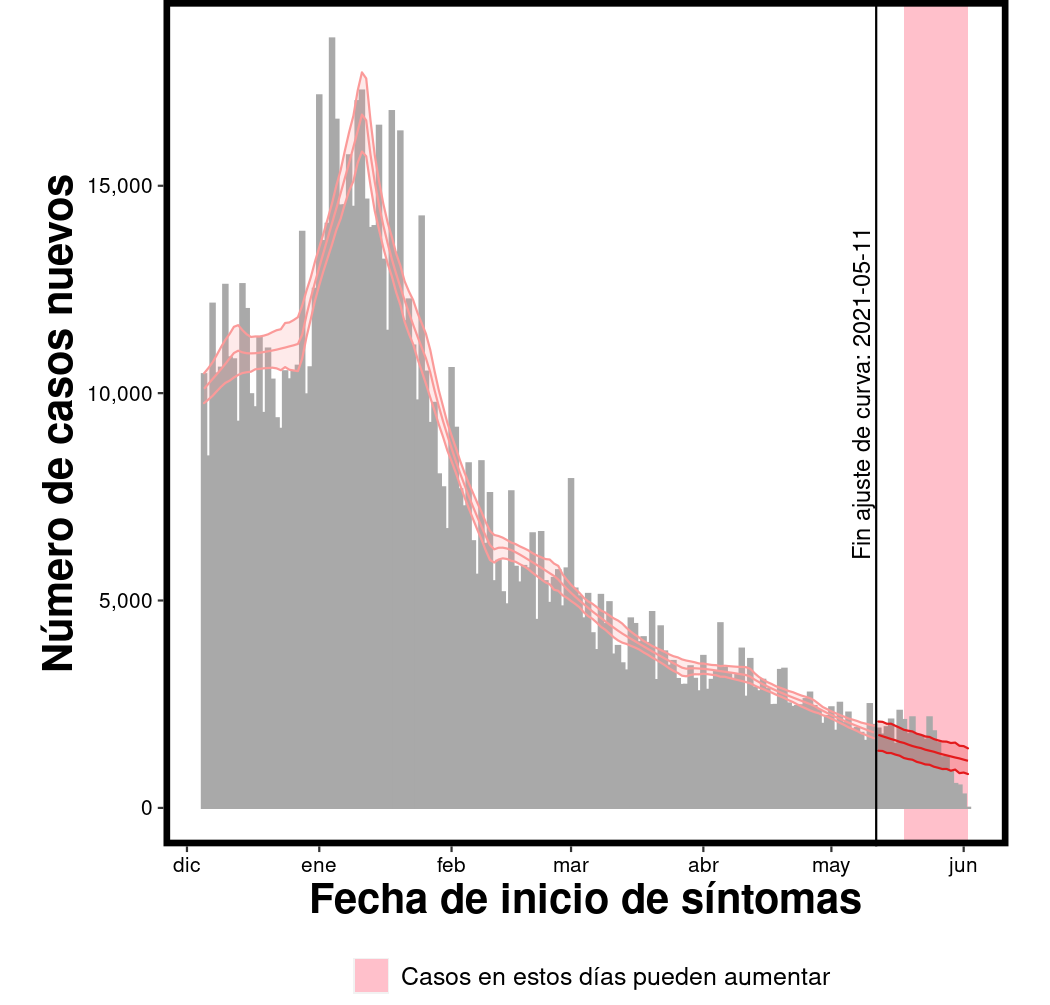 Número de casos nuevos
15,000
10,000
5,000
0
Fin ajuste de curva: 2021-05-11
dic ene feb mar abr may jun
Fecha de inicio de síntomas
Casos en estos días pueden aumentar